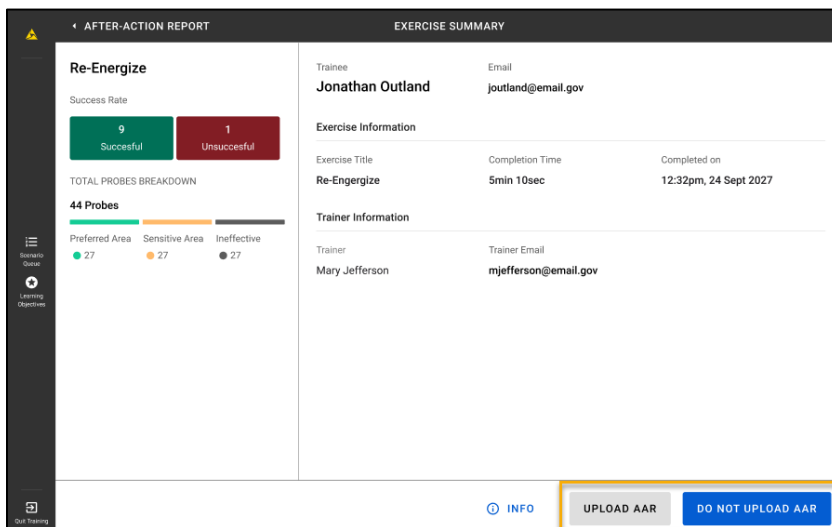 AFTER-ACTION REPORT
EXERCISE SUMMARY
Re-Energize
Success Rate
9
Succesful
1
Unsuccesful
TOTAL PROBES BREAKDOWN
44 Probes
Preferred Area Sensitive Area Ineffective
27 27 27
Trainee Email
Jonathan Outland joutland@email.gov
Exercise Information
Exercise Title Completion Time Completed on
Re-Engergize 5min 10sec 12:32pm, 24 Sept 2027
Trainer Information
Trainer Trainer Email
Mary Jefferson mjefferson@email.gov
Scenario
Queue
Learning
Objectives
Quit Training
INFO UPLOAD AAR DO NOT UPLOAD AAR